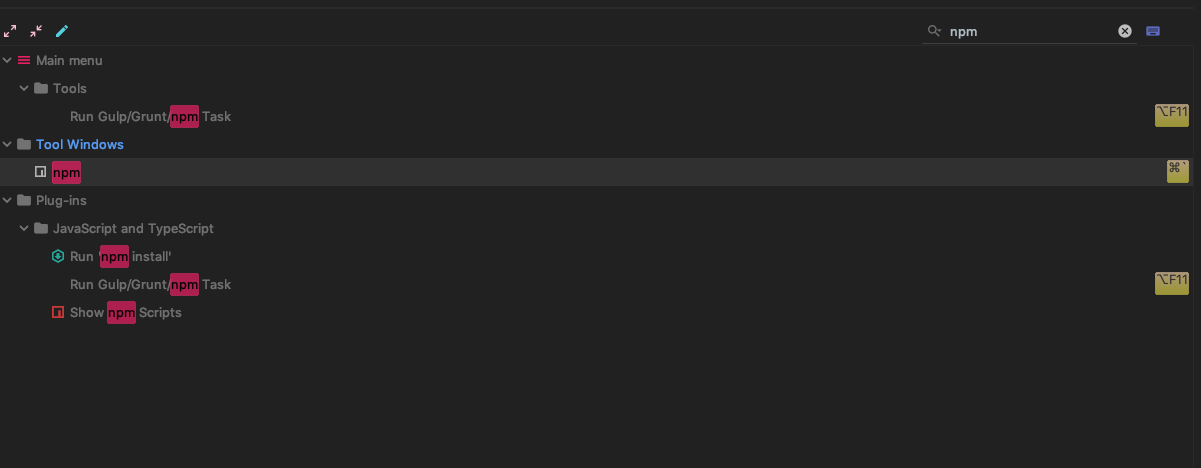 npm
Main menu
Tools
Run Gulp/Grunt/npm Task ⌥F11
Tool Windows
npm ⌘`
Plug-ins
JavaScript and TypeScript
Run 'npm install'
Run Gulp/Grunt/npm Task ⌥F11
Show npm Scripts